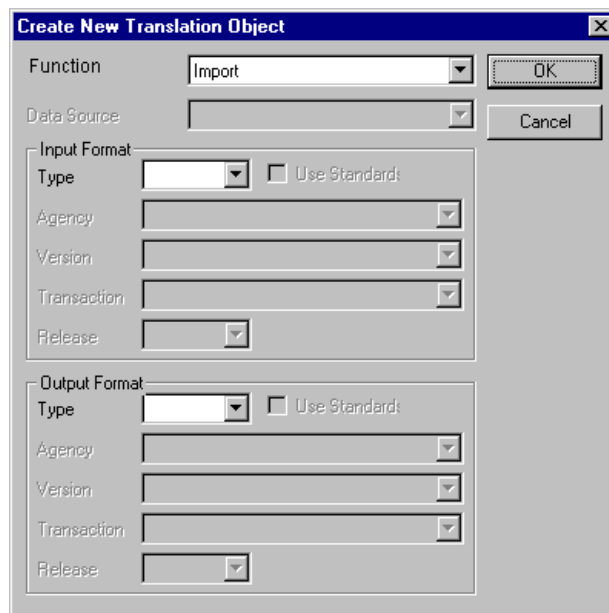 Create New Translation Object
Function Import OK
Data Source Cancel
Input Format
Type Use Standards
Agency
Version
Transaction
Release
Output Format
Type Use Standards
Agency
Version
Transaction
Release